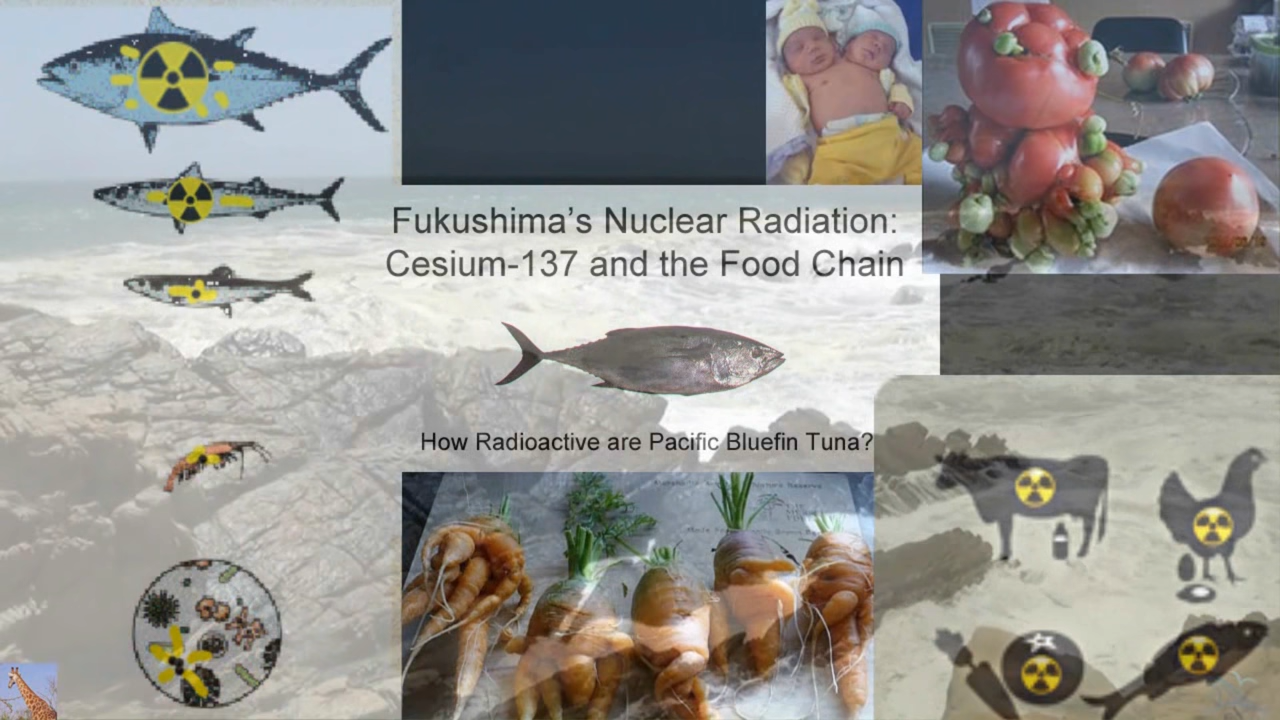 Fukushima’s Nuclear Radiation:
Cesium-137 and the Food Chain
How Radioactive are Pacific Bluefin Tuna?